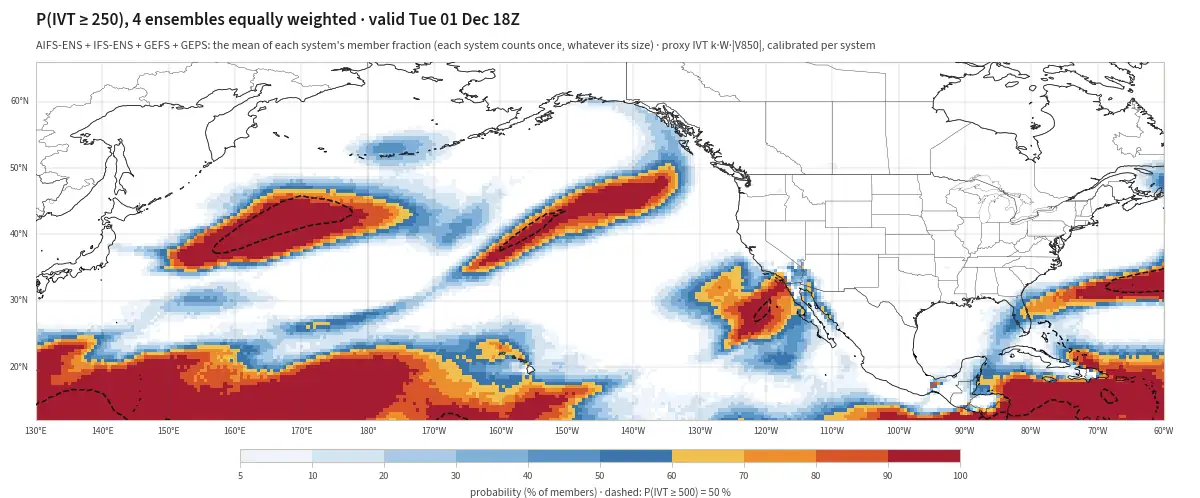 P(IVT ≥ 250), 4 ensembles equally weighted · valid Tue 01 Dec 18Z
AIFS-ENS + IFS-ENS + GEFS + GEPS: the mean of each system's member fraction (each system counts once, whatever its size) · proxy IVT k·W·|V850|, calibrated per system
60°N
50°N
40°N
30°N
20°N
130°E 140°E 150°E 160°E 170°E 180° 170°W 160°W 150°W 140°W 130°W 120°W 110°W 100°W 90°W 80°W 70°W 60°W
5 10 20 30 40 50 60 70 80 90 100
probability (% of members) · dashed: P(IVT ≥ 500) = 50 %